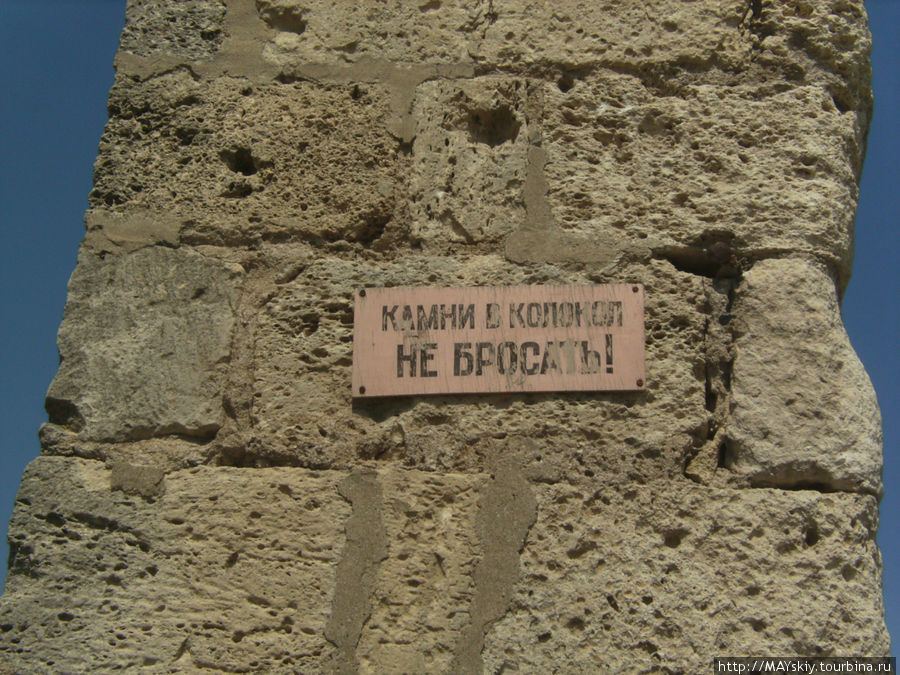 КАМНИ В КОЛОКОЛ
НЕ БРОСАТЬ!
http://MAYskiy.tourbina.ru